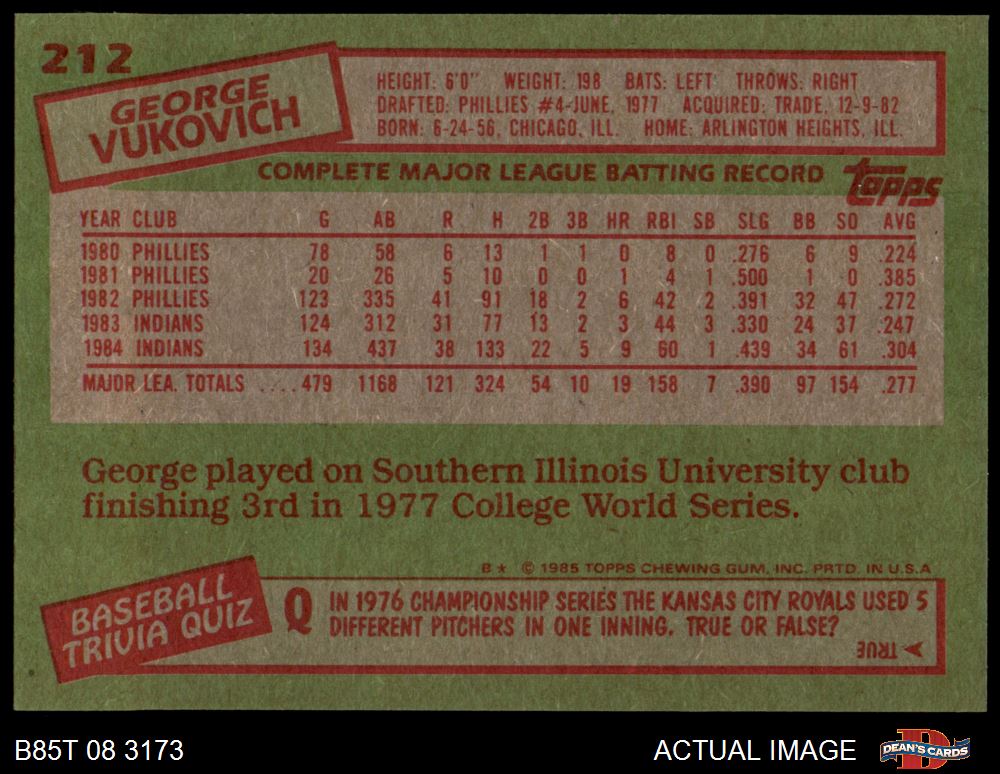 212
GEORGE
VUKOVICH
HEIGHT: 6'0" WEIGHT: 198 BATS: LEFT THROWS: RIGHT
DRAFTED: PHILLIES #4-JUNE, 1977 ACQUIRED: TRADE, 12-9-82
BORN: 6-24-56, CHICAGO, ILL. HOME: ARLINGTON HEIGHTS, ILL.
COMPLETE MAJOR LEAGUE BATTING RECORD
Topps
YEAR CLUB G AB R H 2B 3B HR RBI SB SLG BB SO AVG
1980 PHILLIES 78 58 6 13 1 1 0 8 0 .276 6 9 .224
1981 PHILLIES 20 26 5 10 0 0 1 4 1 .500 1 0 .385
1982 PHILLIES 123 335 41 91 18 2 6 42 2 .391 32 47 .272
1983 INDIANS 124 312 31 77 13 2 3 44 3 .330 24 37 .247
1984 INDIANS 134 437 38 133 22 5 9 60 1 .439 34 61 .304
MAJOR LEA. TOTALS ....479 1168 121 324 54 10 19 158 7 .390 97 154 .277
George played on Southern Illinois University club
finishing 3rd in 1977 College World Series.
B★ © 1985 TOPPS CHEWING GUM, INC. PRTD. IN U.S.A
BASEBALL
TRIVIA QUIZ
Q IN 1976 CHAMPIONSHIP SERIES THE KANSAS CITY ROYALS USED 5
DIFFERENT PITCHERS IN ONE INNING. TRUE OR FALSE?
TRUE
B85T 08 3173
ACTUAL IMAGE
D
DEAN'S CARDS